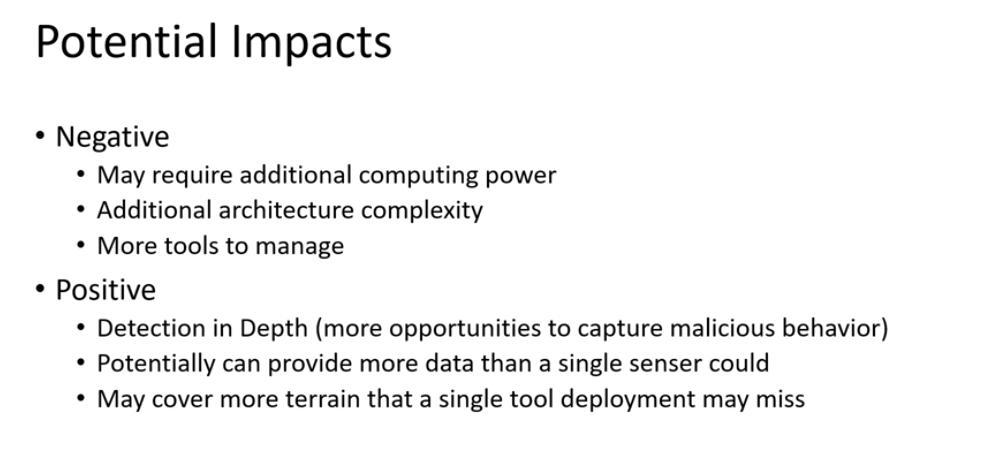 Potential Impacts
• Negative
• May require additional computing power
• Additional architecture complexity
• More tools to manage
• Positive
• Detection in Depth (more opportunities to capture malicious behavior)
• Potentially can provide more data than a single senser could
• May cover more terrain that a single tool deployment may miss